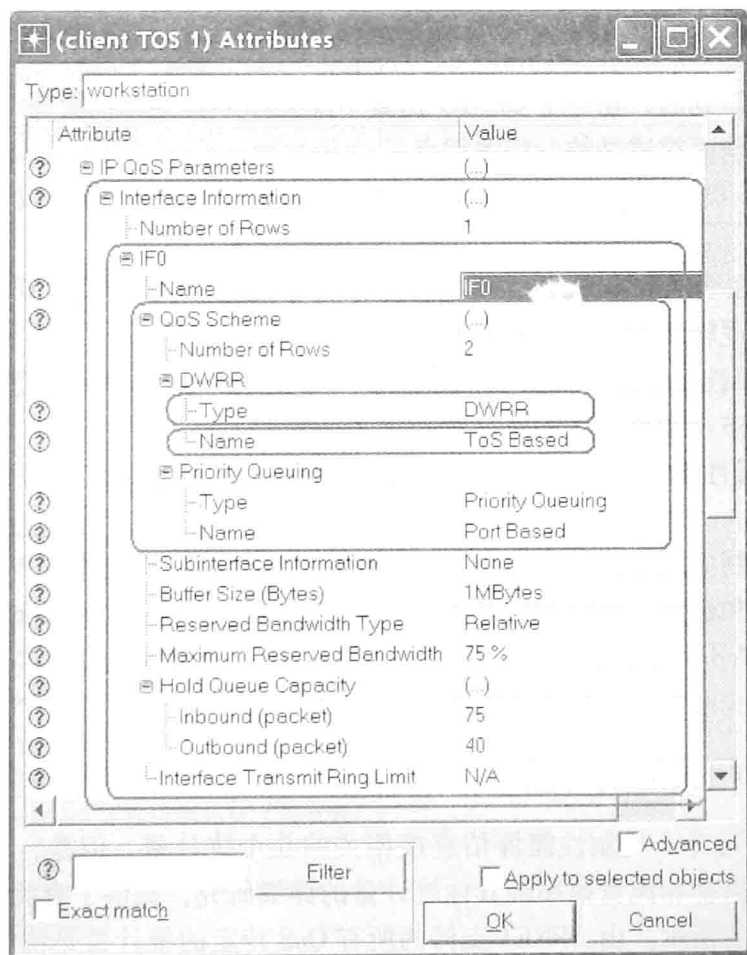 (client TOS 1) Attributes
Type: workstation
Attribute Value
IP QoS Parameters (...)
Interface Information (...)
Number of Rows 1
IF0
Name IF0
QoS Scheme (...)
Number of Rows 2
DWRR
Type DWRR
Name ToS Based
Priority Queuing
Type Priority Queuing
Name Port Based
Subinterface Information None
Buffer Size (Bytes) 1MBytes
Reserved Bandwidth Type Relative
Maximum Reserved Bandwidth 75 %
Hold Queue Capacity (...)
Inbound (packet) 75
Outbound (packet) 40
Interface Transmit Ring Limit N/A
Advanced
Filter
Apply to selected objects
Exact match
OK Cancel